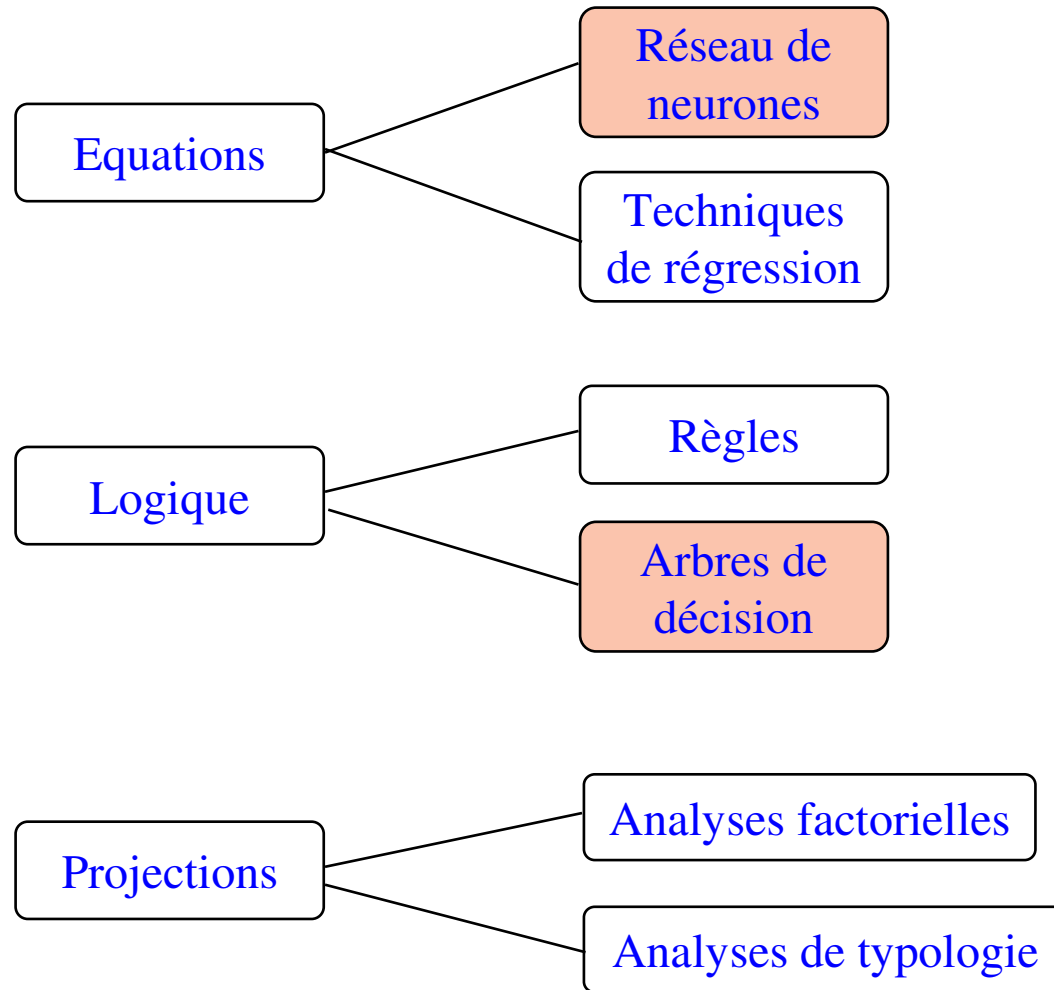 Réseau de
neurones
Equations
Techniques
de régression
Règles
Logique
Arbres de
décision
Analyses factorielles
Projections
Analyses de typologie